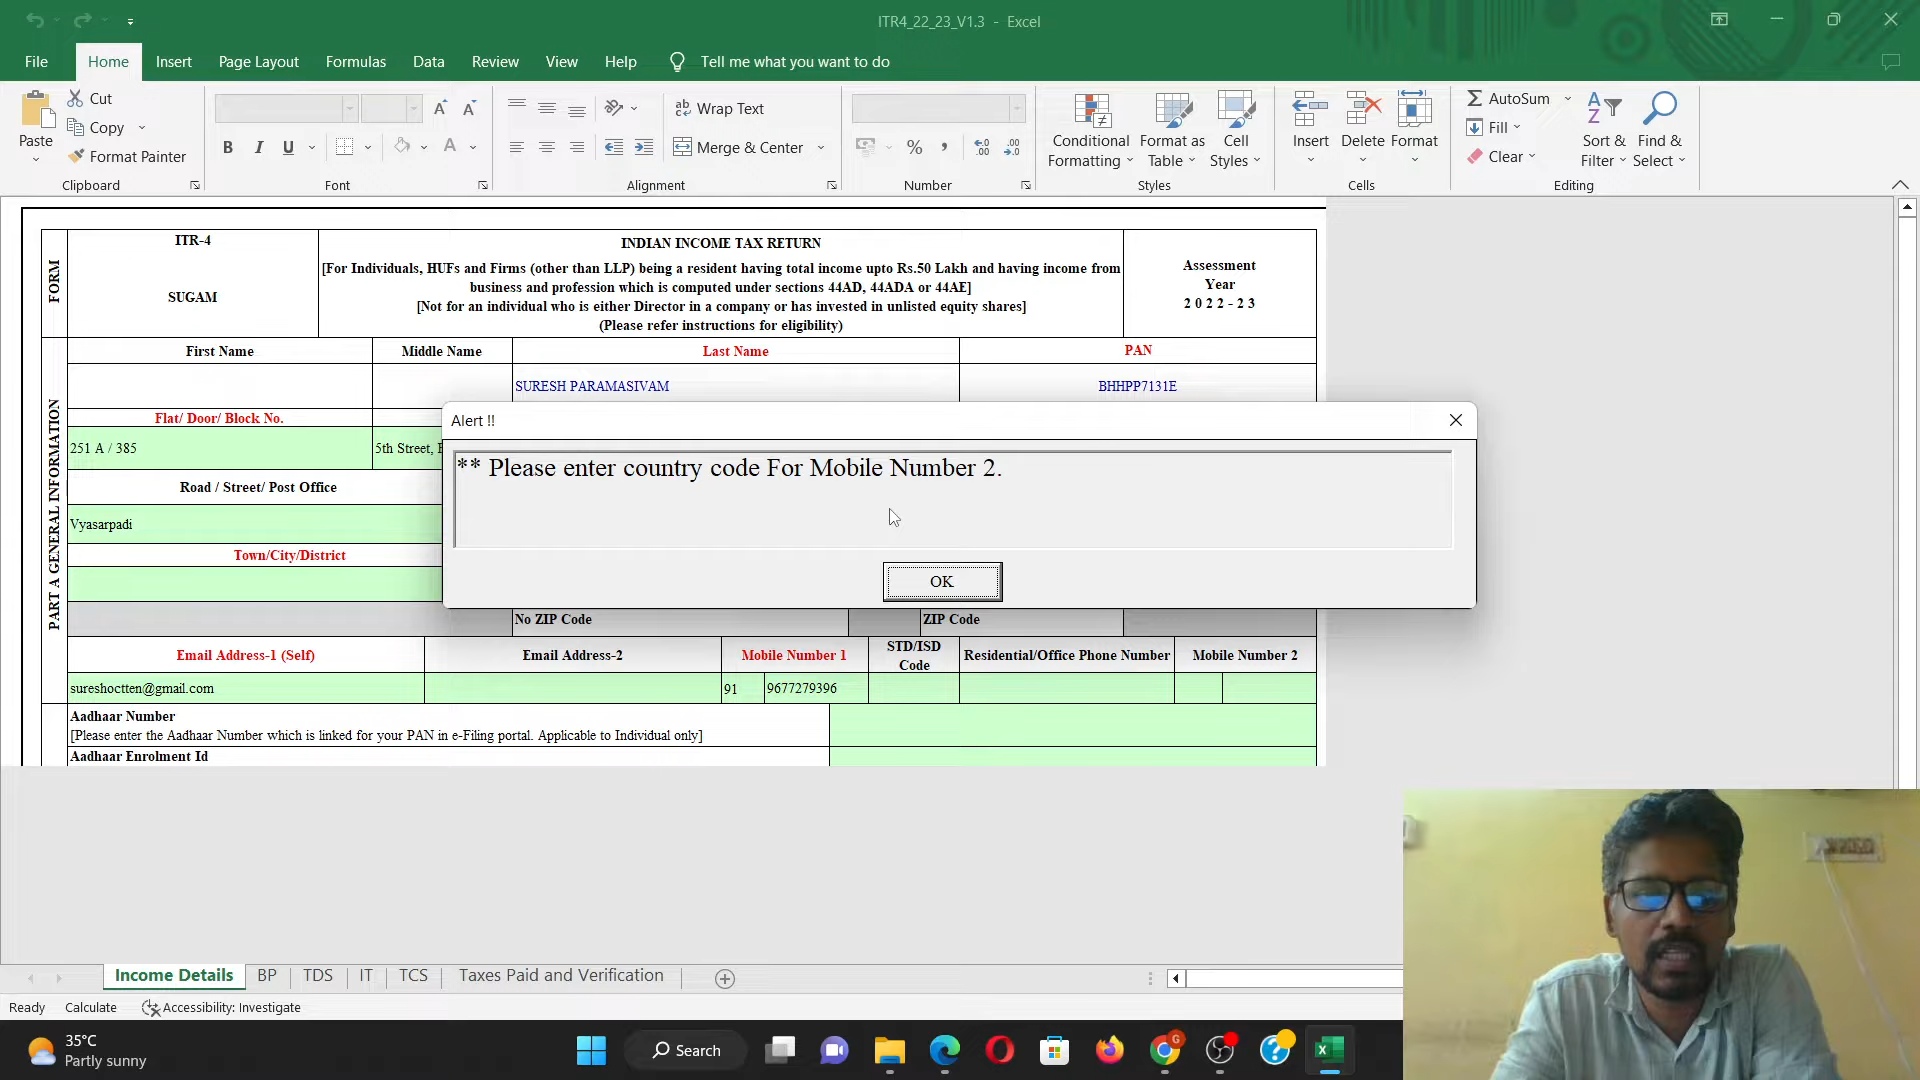 ITR4_22_23_V1.3 - Excel
File Home Insert Page Layout Formulas Data Review View Help Tell me what you want to do
Paste
Cut
Copy
Format Painter
Clipboard
B I U
Font
Wrap Text
Merge & Center
Alignment
%
Number
Conditional Formatting
Format as Table
Cell Styles
Styles
Insert Delete Format
Cells
AutoSum
Fill
Clear
Sort & Filter
Find & Select
Editing
FORM
ITR-4
SUGAM
INDIAN INCOME TAX RETURN
[For Individuals, HUFs and Firms (other than LLP) being a resident having total income upto Rs.50 Lakh and having income from
business and profession which is computed under sections 44AD, 44ADA or 44AE]
[Not for an individual who is either Director in a company or has invested in unlisted equity shares]
(Please refer instructions for eligibility)
Assessment
Year
2 0 2 2 - 2 3
PART A GENERAL INFORMATION
First Name Middle Name Last Name PAN
SURESH PARAMASIVAM BHHPP7131E
Flat/ Door/ Block No.
251 A / 385 5th Street,
Road / Street/ Post Office
Vyasarpadi
Town/City/District
Alert !!
** Please enter country code For Mobile Number 2.
OK
No ZIP Code ZIP Code
Email Address-1 (Self) Email Address-2 Mobile Number 1 STD/ISD Code Residential/Office Phone Number Mobile Number 2
sureshoctten@gmail.com 91 9677279396
Aadhaar Number
[Please enter the Aadhaar Number which is linked for your PAN in e-Filing portal. Applicable to Individual only]
Aadhaar Enrolment Id
Income Details BP TDS IT TCS Taxes Paid and Verification
Ready Calculate Accessibility: Investigate
35°C
Partly sunny
Search